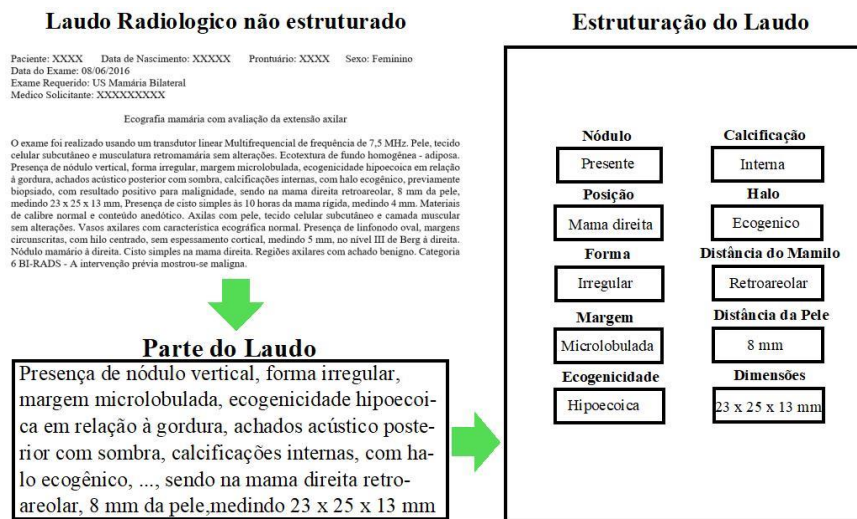 Laudo Radiologico não estruturado
Paciente: XXXX Data de Nascimento: XXXXX Prontuário: XXXX Sexo: Feminino
Data do Exame: 08/06/2016
Exame Requerido: US Mamária Bilateral
Medico Solicitante: XXXXXXXXX
Ecografia mamária com avaliação da extensão axilar
O exame foi realizado usando um transdutor linear Multifrequencial de frequência de 7,5 MHz. Pele, tecido
celular subcutâneo e musculatura retromamária sem alterações. Ecotextura de fundo homogênea - adiposa.
Presença de nódulo vertical, forma irregular, margem microlobulada, ecogenicidade hipoecoica em relação
à gordura, achados acústico posterior com sombra, calcificações internas, com halo ecogênico, previamente
biopsiado, com resultado positivo para malignidade, sendo na mama direita retroareolar, 8 mm da pele,
medindo 23 x 25 x 13 mm, Presença de cisto simples às 10 horas da mama rígida, medindo 4 mm. Materiais
de calibre normal e conteúdo anedótico. Axilas com pele, tecido celular subcutâneo e camada muscular
sem alterações. Vasos axilares com característica ecográfica normal. Presença de linfonodo oval, margens
circunscritas, com hilo centrado, sem espessamento cortical, medindo 5 mm, no nível III de Berg à direita.
Nódulo mamário à direita. Cisto simples na mama direita. Regiões axilares com achado benigno. Categoria
6 BI-RADS - A intervenção prévia mostrou-se maligna.
Parte do Laudo
Presença de nódulo vertical, forma irregular,
margem microlobulada, ecogenicidade hipoecoi-
ca em relação à gordura, achados acústico poste-
rior com sombra, calcificações internas, com ha-
lo ecogênico, ..., sendo na mama direita retro-
areolar, 8 mm da pele,medindo 23 x 25 x 13 mm
Estruturação do Laudo
Nódulo
Presente
Posição
Mama direita
Forma
Irregular
Margem
Microlobulada
Ecogenicidade
Hipoecoica
Calcificação
Interna
Halo
Ecogenico
Distância do Mamilo
Retroareolar
Distância da Pele
8 mm
Dimensões
23 x 25 x 13 mm